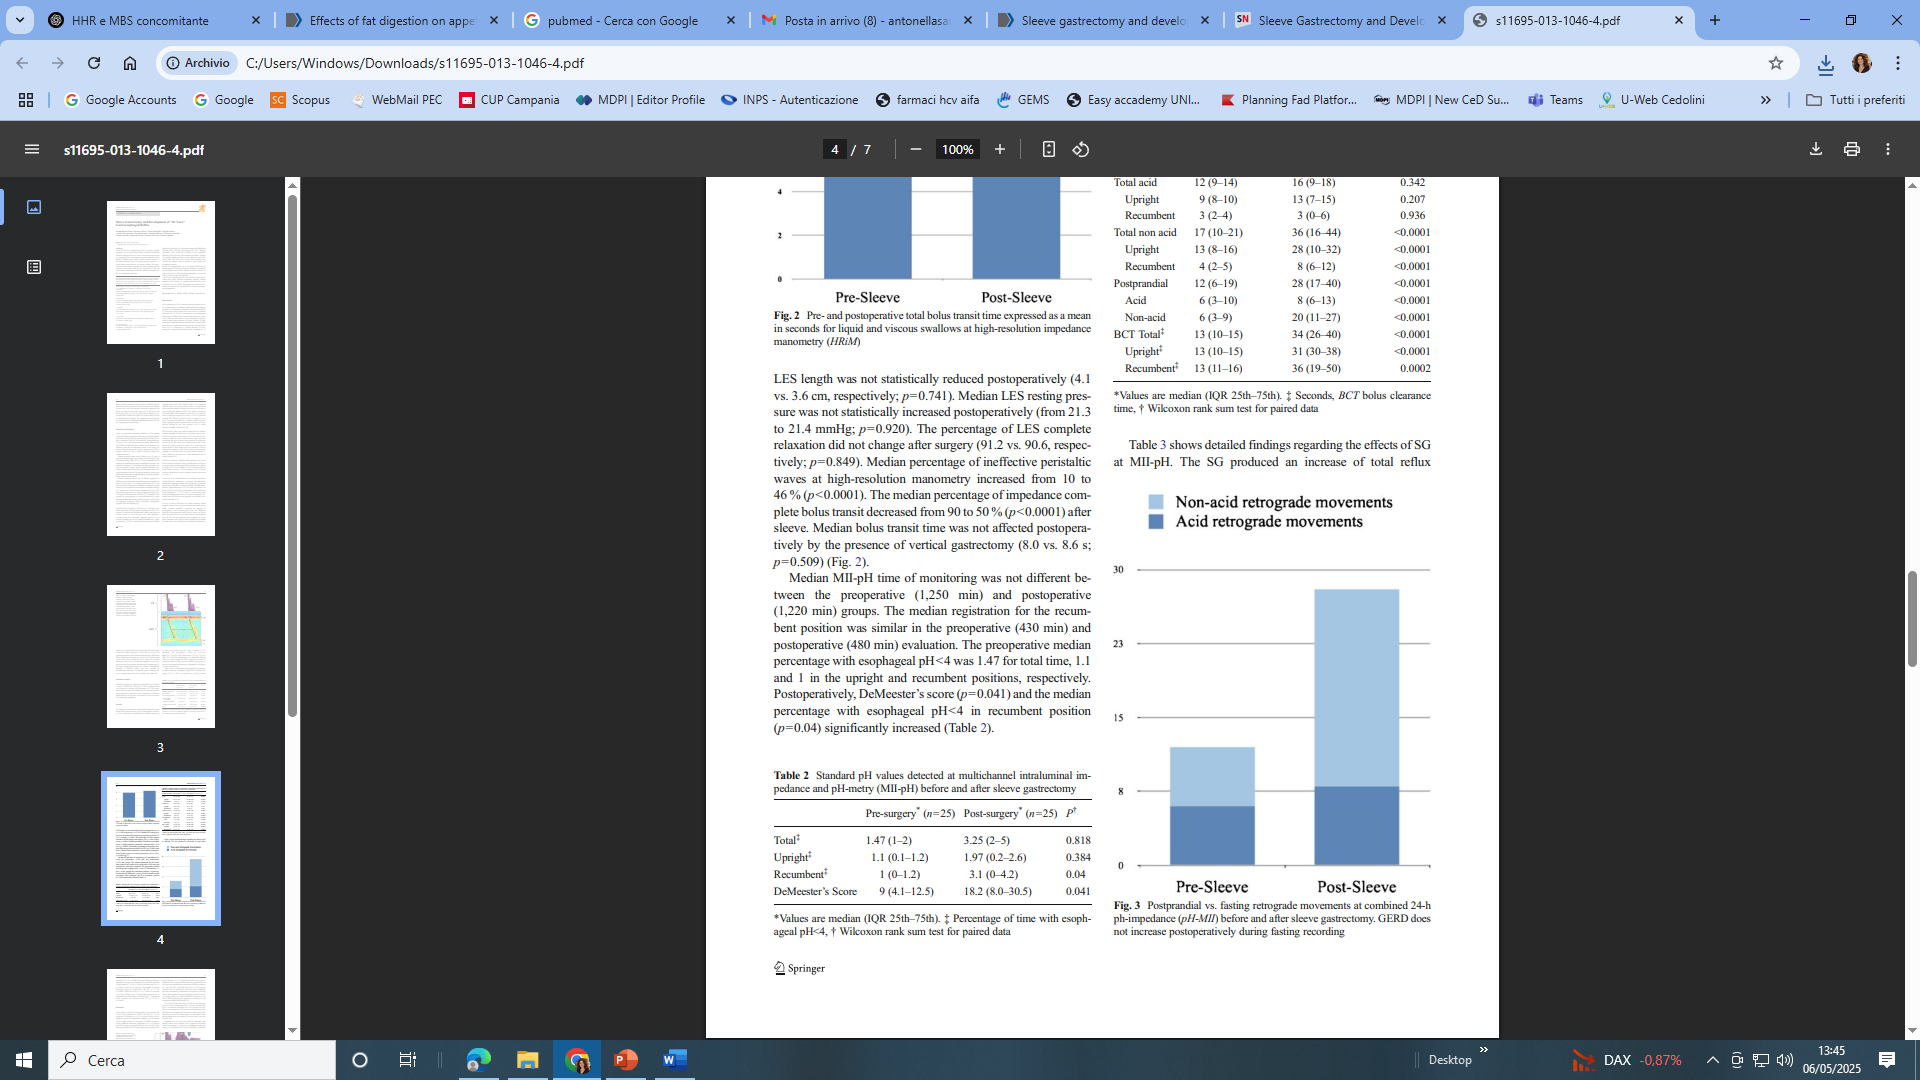 HHR e MBS concomitante
Effects of fat digestion on appe
pubmed - Cerca con Google
Posta in arrivo (8) - antonellasa
Sleeve gastrectomy and develo
Sleeve Gastrectomy and Develo
s11695-013-1046-4.pdf
Archivio
C:/Users/Windows/Downloads/s11695-013-1046-4.pdf
Google Accounts
Google
Scopus
WebMail PEC
CUP Campania
MDPI | Editor Profile
INPS - Autenticazione
farmaci hcv aifa
GEMS
Easy accademy UNI...
Planning Fad Platfor...
MDPI | New CeD Su...
Teams
U-Web Cedolini
»
Tutti i preferiti
s11695-013-1046-4.pdf
4 / 7
100%
1
2
3
4
4
2
0
Pre-Sleeve Post-Sleeve
Fig. 2 Pre- and postoperative total bolus transit time expressed as a mean
in seconds for liquid and viscous swallows at high-resolution impedance
manometry (HRiM)
LES length was not statistically reduced postoperatively (4.1
vs. 3.6 cm, respectively; p=0.741). Median LES resting pres-
sure was not statistically increased postoperatively (from 21.3
to 21.4 mmHg; p=0.920). The percentage of LES complete
relaxation did not change after surgery (91.2 vs. 90.6, respec-
tively; p=0.849). Median percentage of ineffective peristaltic
waves at high-resolution manometry increased from 10 to
46 % (p<0.0001). The median percentage of impedance com-
plete bolus transit decreased from 90 to 50 % (p<0.0001) after
sleeve. Median bolus transit time was not affected postopera-
tively by the presence of vertical gastrectomy (8.0 vs. 8.6 s;
p=0.509) (Fig. 2).
Median MII-pH time of monitoring was not different be-
tween the preoperative (1,250 min) and postoperative
(1,220 min) groups. The median registration for the recum-
bent position was similar in the preoperative (430 min) and
postoperative (480 min) evaluation. The preoperative median
percentage with esophageal pH<4 was 1.47 for total time, 1.1
and 1 in the upright and recumbent positions, respectively.
Postoperatively, DeMeester's score (p=0.041) and the median
percentage with esophageal pH<4 in recumbent position
(p=0.04) significantly increased (Table 2).
Table 2 Standard pH values detected at multichannel intraluminal im-
pedance and pH-metry (MII-pH) before and after sleeve gastrectomy
Pre-surgery* (n=25) Post-surgery* (n=25) P†
Total‡ 1.47 (1–2) 3.25 (2–5) 0.818
Upright‡ 1.1 (0.1–1.2) 1.97 (0.2–2.6) 0.384
Recumbent‡ 1 (0–1.2) 3.1 (0–4.2) 0.04
DeMeester's Score 9 (4.1–12.5) 18.2 (8.0–30.5) 0.041
*Values are median (IQR 25th–75th). ‡ Percentage of time with esoph-
ageal pH<4, † Wilcoxon rank sum test for paired data
Springer
Total acid 12 (9–14) 16 (9–18) 0.342
Upright 9 (8–10) 13 (7–15) 0.207
Recumbent 3 (2–4) 3 (0–6) 0.936
Total non acid 17 (10–21) 36 (16–44) <0.0001
Upright 13 (8–16) 28 (10–32) <0.0001
Recumbent 4 (2–5) 8 (6–12) <0.0001
Postprandial 12 (6–19) 28 (17–40) <0.0001
Acid 6 (3–10) 8 (6–13) <0.0001
Non-acid 6 (3–9) 20 (11–27) <0.0001
BCT Total‡ 13 (10–15) 34 (26–40) <0.0001
Upright‡ 13 (10–15) 31 (30–38) <0.0001
Recumbent‡ 13 (11–16) 36 (19–50) 0.0002
*Values are median (IQR 25th–75th). ‡ Seconds, BCT bolus clearance
time, † Wilcoxon rank sum test for paired data
Table 3 shows detailed findings regarding the effects of SG
at MII-pH. The SG produced an increase of total reflux
Non-acid retrograde movements
Acid retrograde movements
30
23
15
8
0
Pre-Sleeve Post-Sleeve
Fig. 3 Postprandial vs. fasting retrograde movements at combined 24-h
ph-impedance (pH-MII) before and after sleeve gastrectomy. GERD does
not increase postoperatively during fasting recording
Cerca
Desktop
»
DAX -0,87%
13:45
06/05/2025